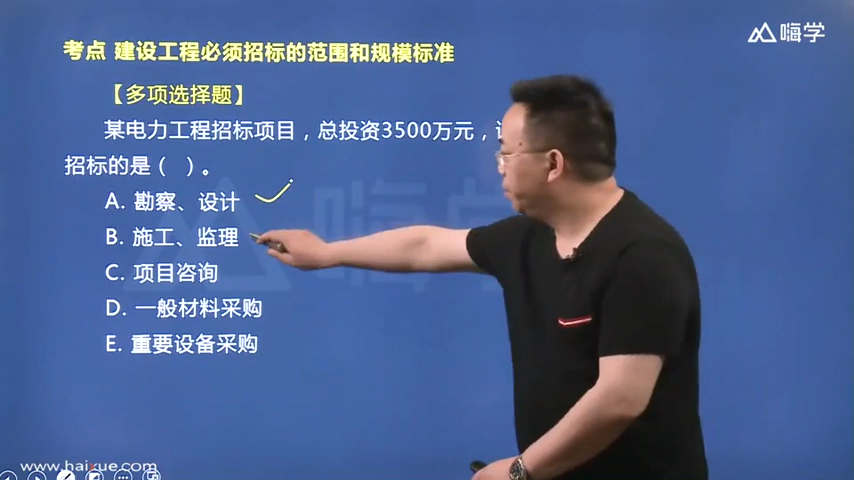 考点 建设工程必须招标的范围和规模标准
嗨学
【多项选择题】
某电力工程招标项目，总投资3500万元，
招标的是（ ）。
A. 勘察、设计
B. 施工、监理
C. 项目咨询
D. 一般材料采购
E. 重要设备采购
www.haixue.com